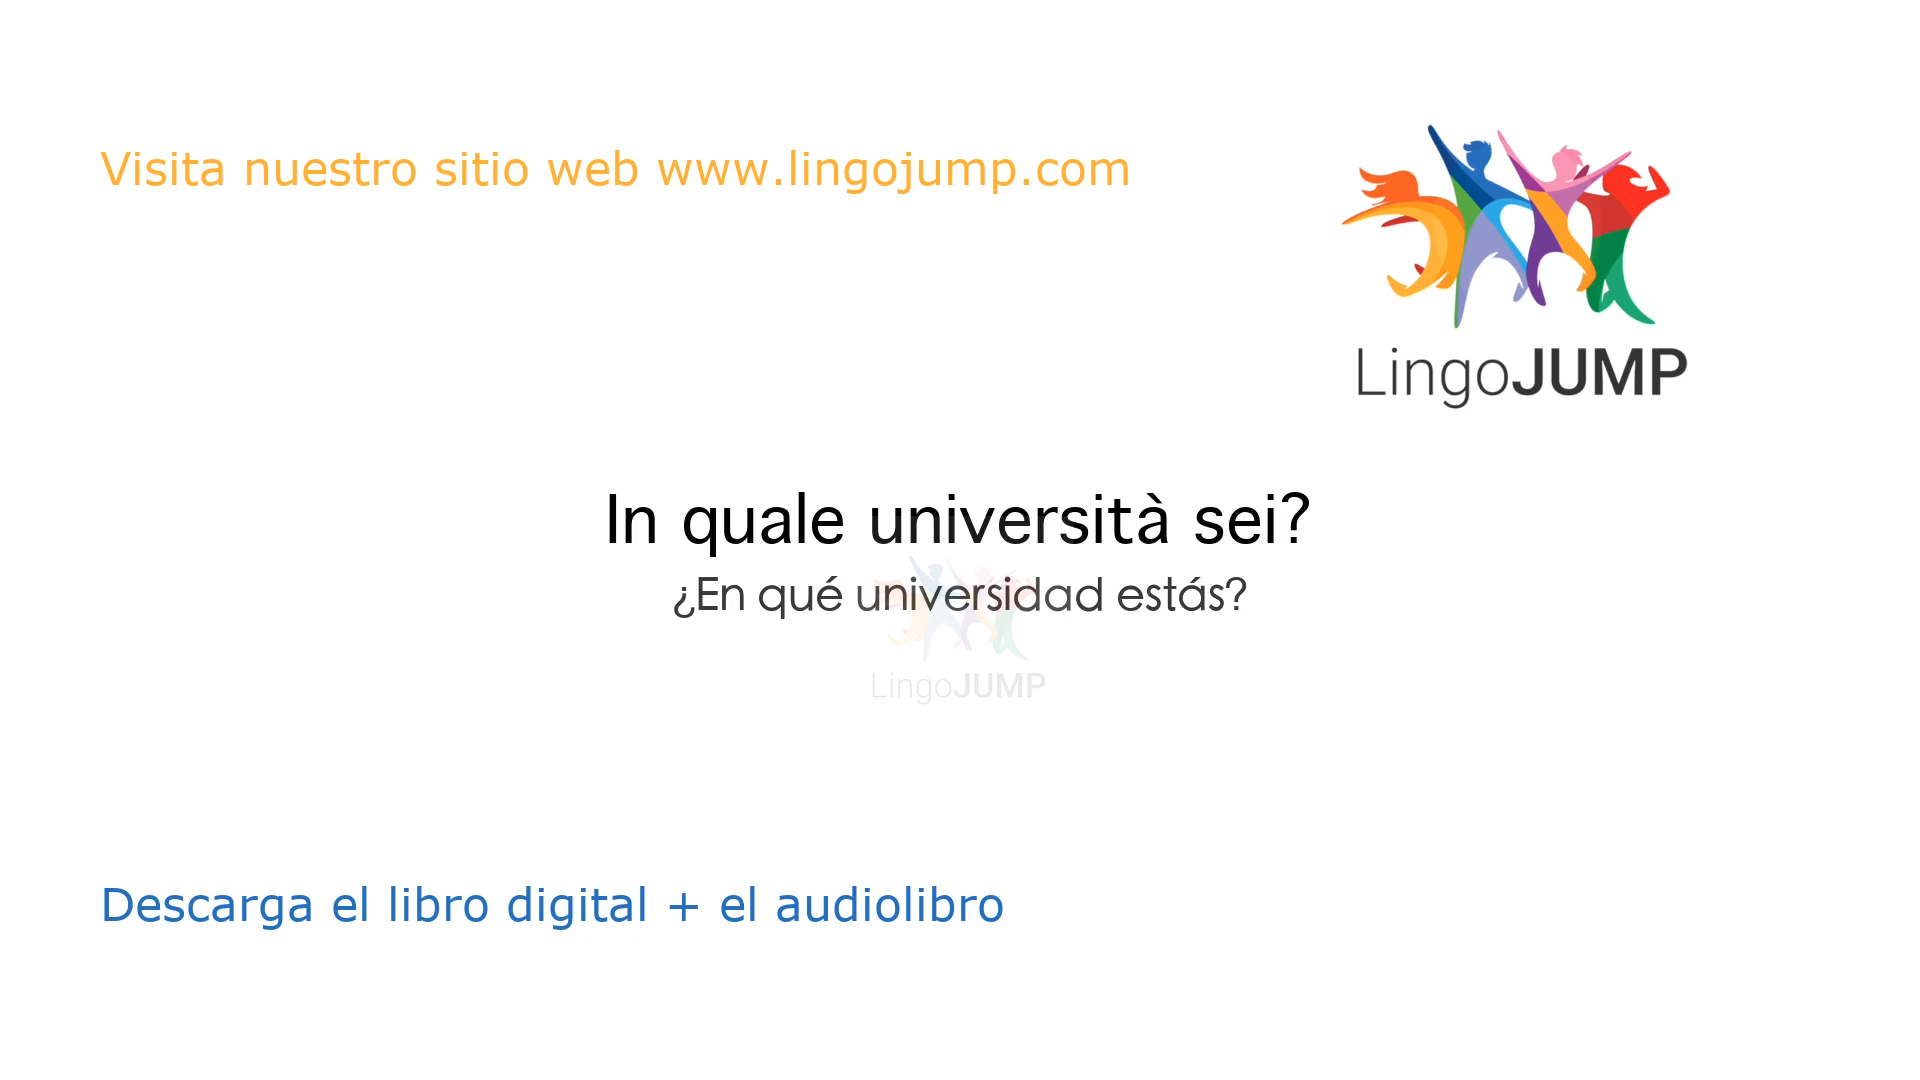 Visita nuestro sitio web www.lingojump.com
LingoJUMP
In quale università sei?
¿En qué universidad estás?
LingoJUMP
Descarga el libro digital + el audiolibro